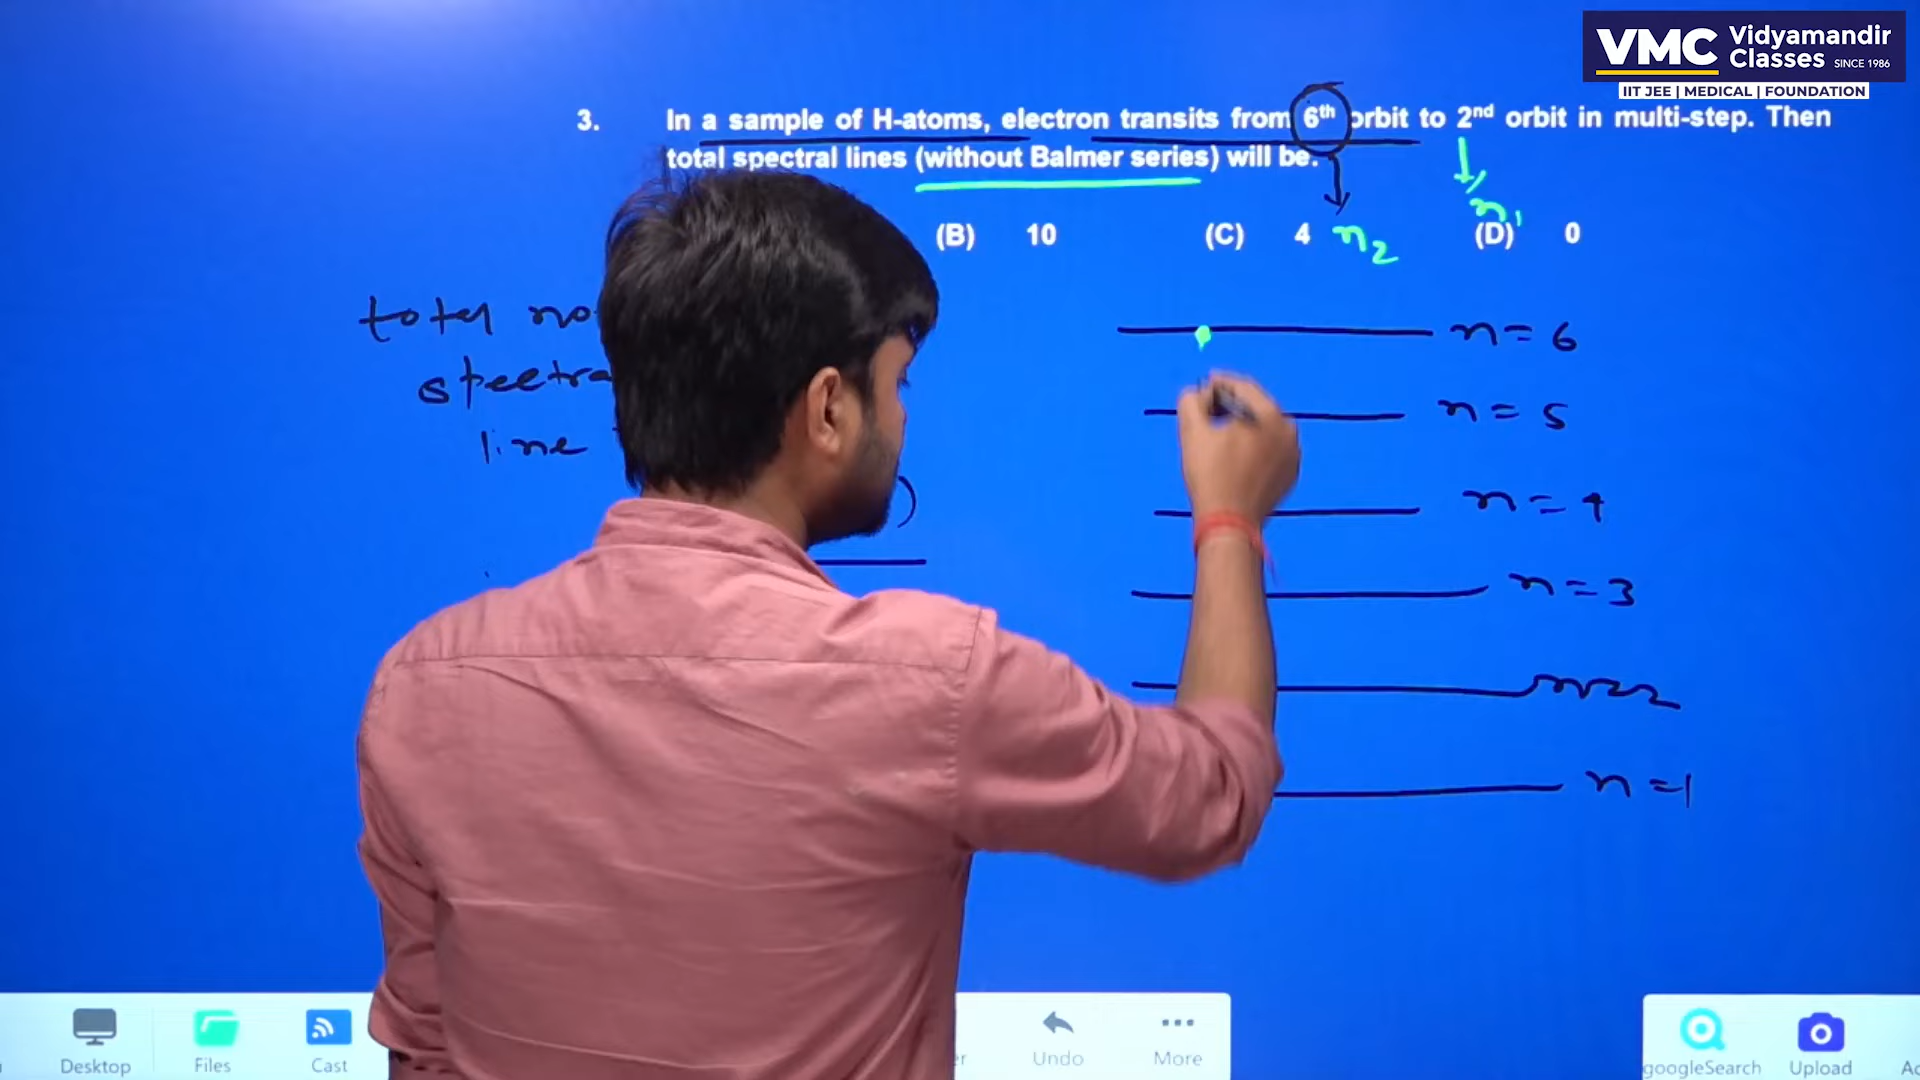 VMC Vidyamandir Classes SINCE 1986
IIT JEE | MEDICAL | FOUNDATION
3. In a sample of H-atoms, electron transits from 6th orbit to 2nd orbit in multi-step. Then
total spectral lines (without Balmer series) will be:
(B) 10 (C) 4 (D) 0
n2
n1
total no
spectra
line
)
n = 6
n = 5
n = 4
n = 3
n = 2
n = 1
Desktop
Files
Cast
Undo
More
googleSearch
Upload